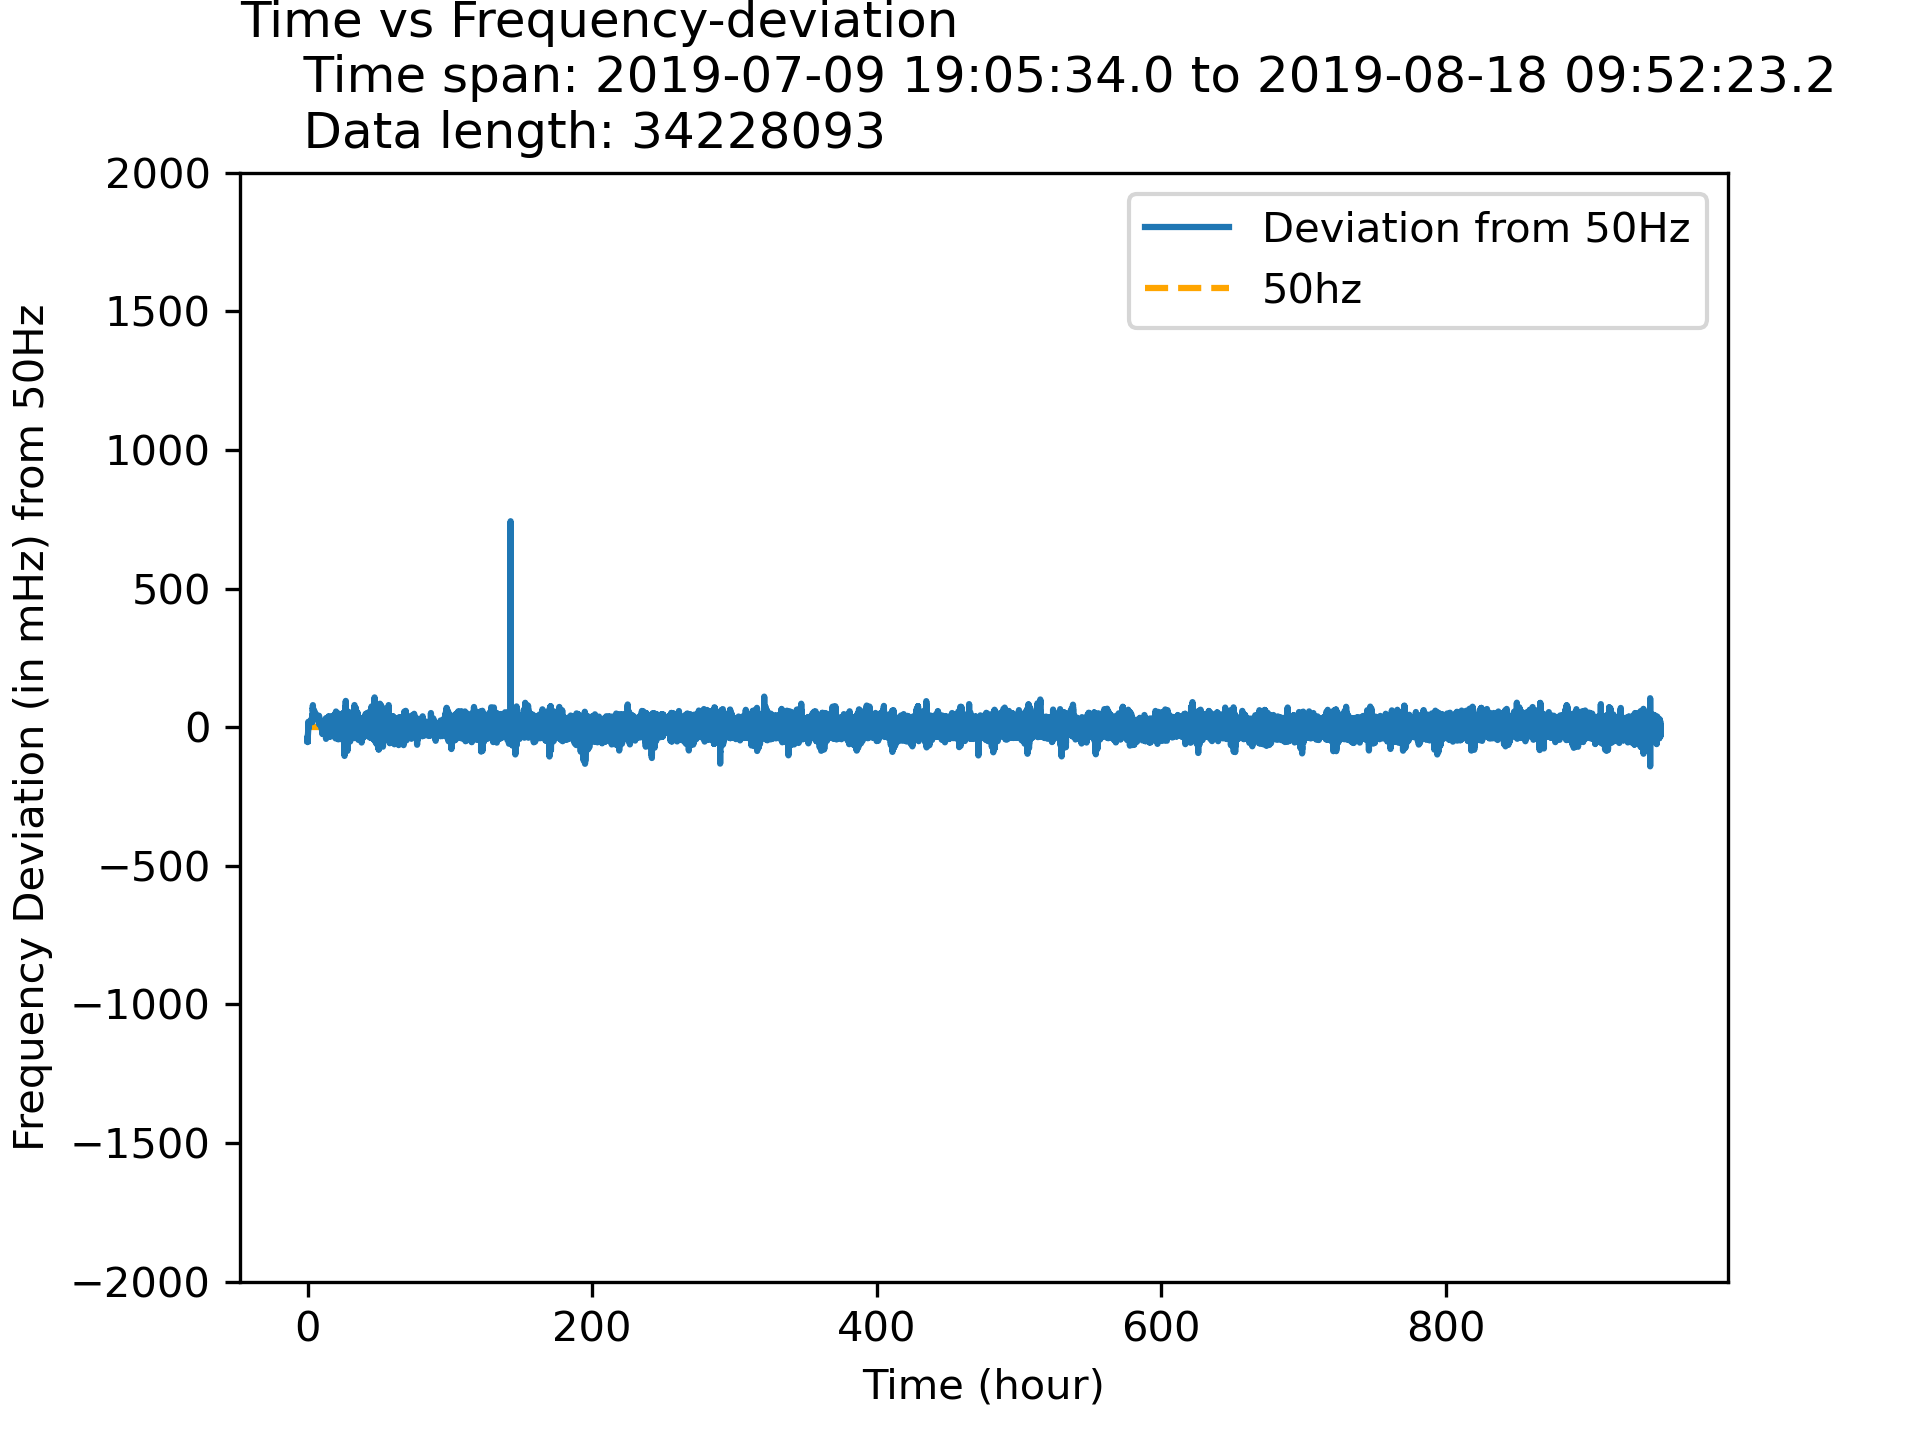 Time vs Frequency-deviation
Time span: 2019-07-09 19:05:34.0 to 2019-08-18 09:52:23.2
Data length: 34228093
Deviation from 50Hz
50hz
Frequency Deviation (in mHz) from 50Hz
2000
1500
1000
500
0
−500
−1000
−1500
−2000
0 200 400 600 800
Time (hour)